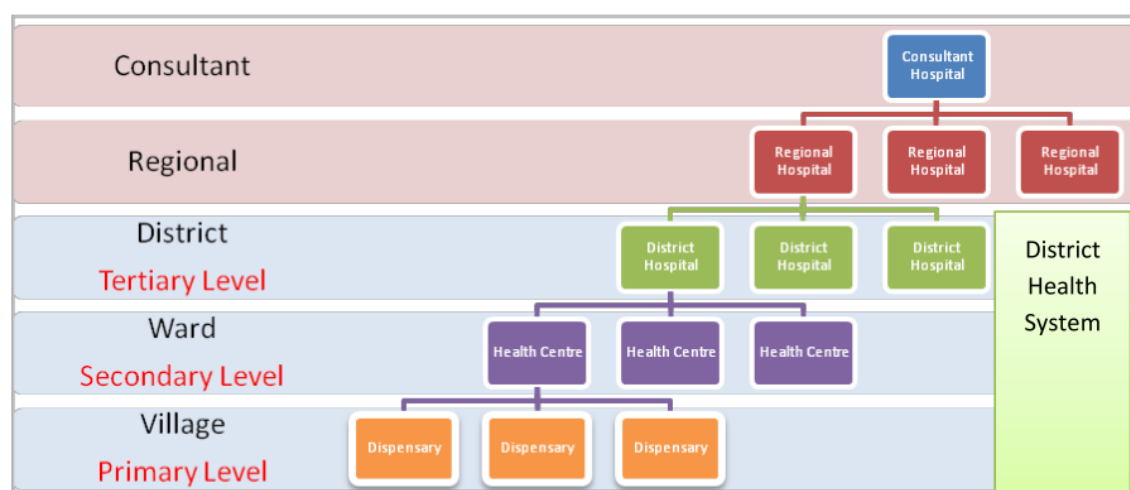 Consultant
Consultant
Hospital
Regional
Regional
Hospital
Regional
Hospital
Regional
Hospital
District
Tertiary Level
District
Hospital
District
Hospital
District
Hospital
District
Health
System
Ward
Secondary Level
Health Centre
Health Centre
Health Centre
Village
Primary Level
Dispensary
Dispensary
Dispensary